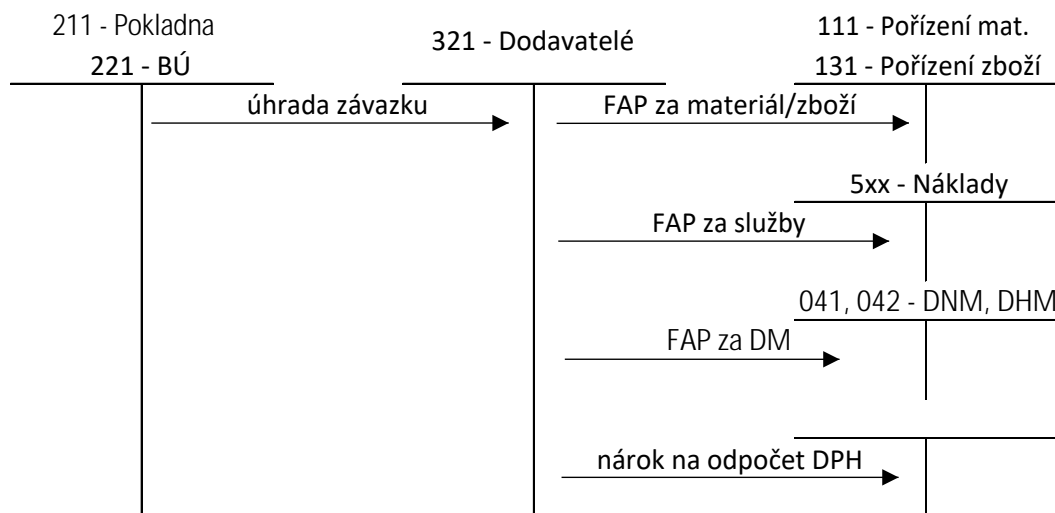 211 - Pokladna
221 - BÚ
321 - Dodavatelé
111 - Pořízení mat.
131 - Pořízení zboží
úhrada závazku
FAP za materiál/zboží
5xx - Náklady
FAP za služby
041, 042 - DNM, DHM
FAP za DM
nárok na odpočet DPH